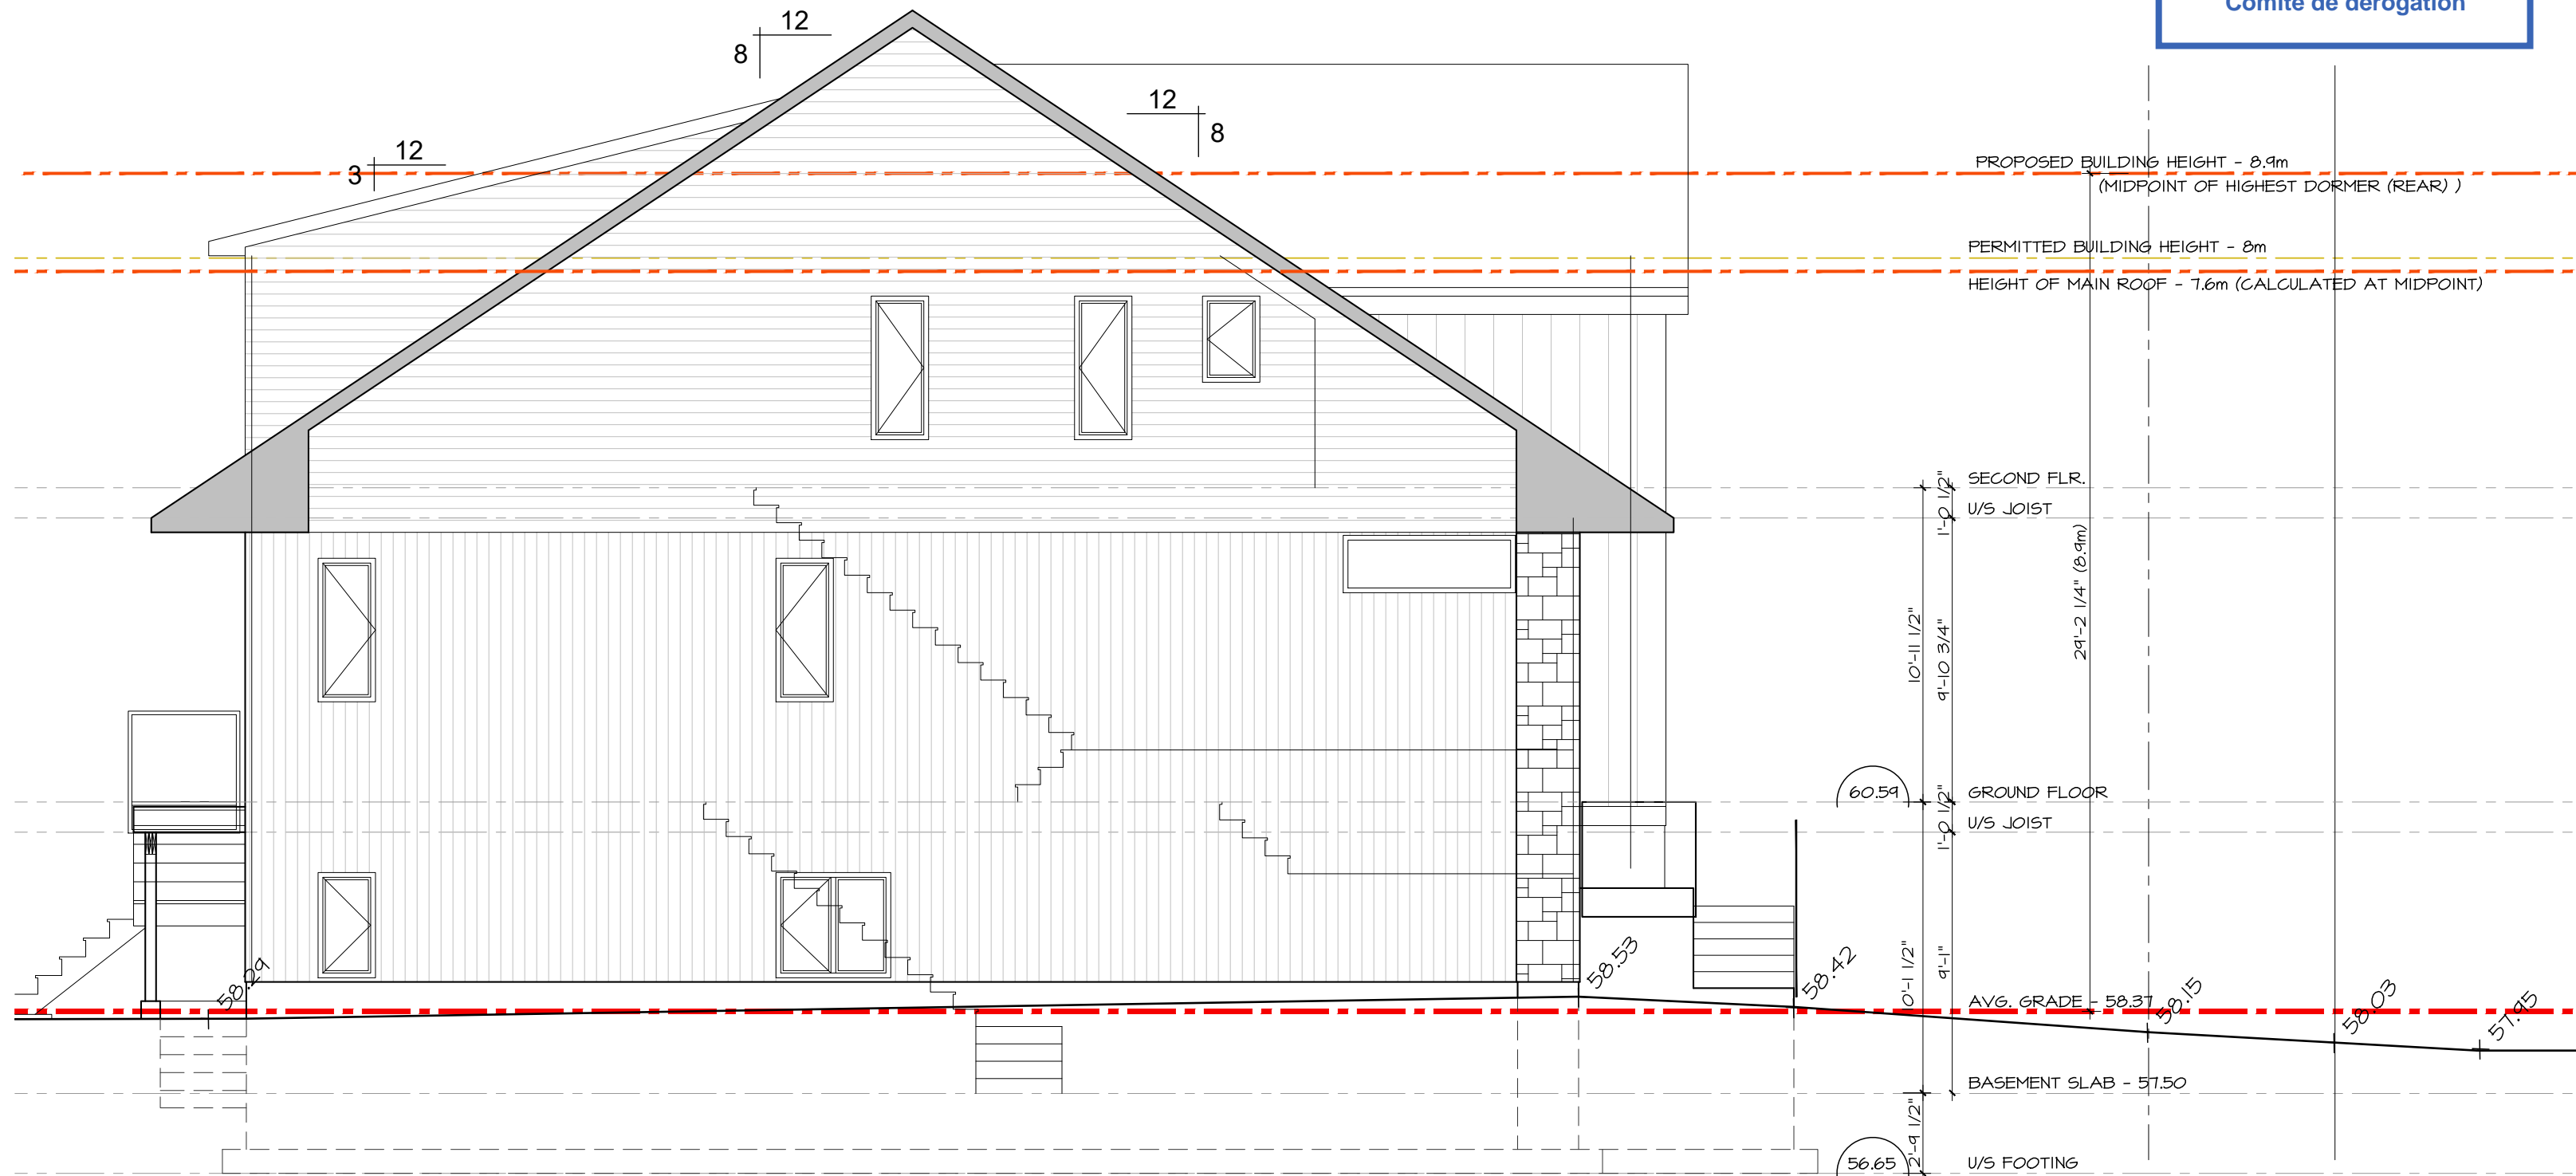 Comité de dérogation
12
8
12
8
12
3
PROPOSED BUILDING HEIGHT - 8.9m
(MIDPOINT OF HIGHEST DORMER (REAR) )
PERMITTED BUILDING HEIGHT - 8m
HEIGHT OF MAIN ROOF - 7.6m (CALCULATED AT MIDPOINT)
SECOND FLR.
1'-0 1/2"
U/S JOIST
29'-2 1/4" (8.9m)
10'-11 1/2"
9'-10 3/4"
60.59
GROUND FLOOR
1'-0 1/2"
U/S JOIST
10'-1 1/2"
9'-1"
58.29
58.53
58.42
AVG. GRADE - 58.37
58.15
58.03
57.95
BASEMENT SLAB - 57.50
2'-9 1/2"
56.65
U/S FOOTING